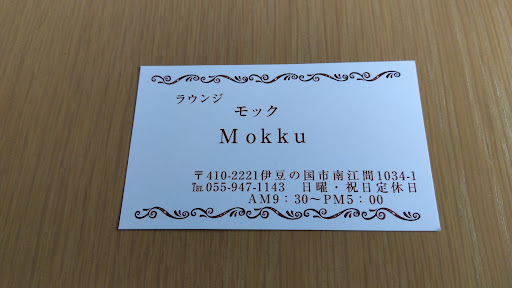 ラウンジ
モック
Mokku
〒410-2221伊豆の国市南江間1034-1
℡055-947-1143 日曜・祝日定休日
AM9：30～PM5：00